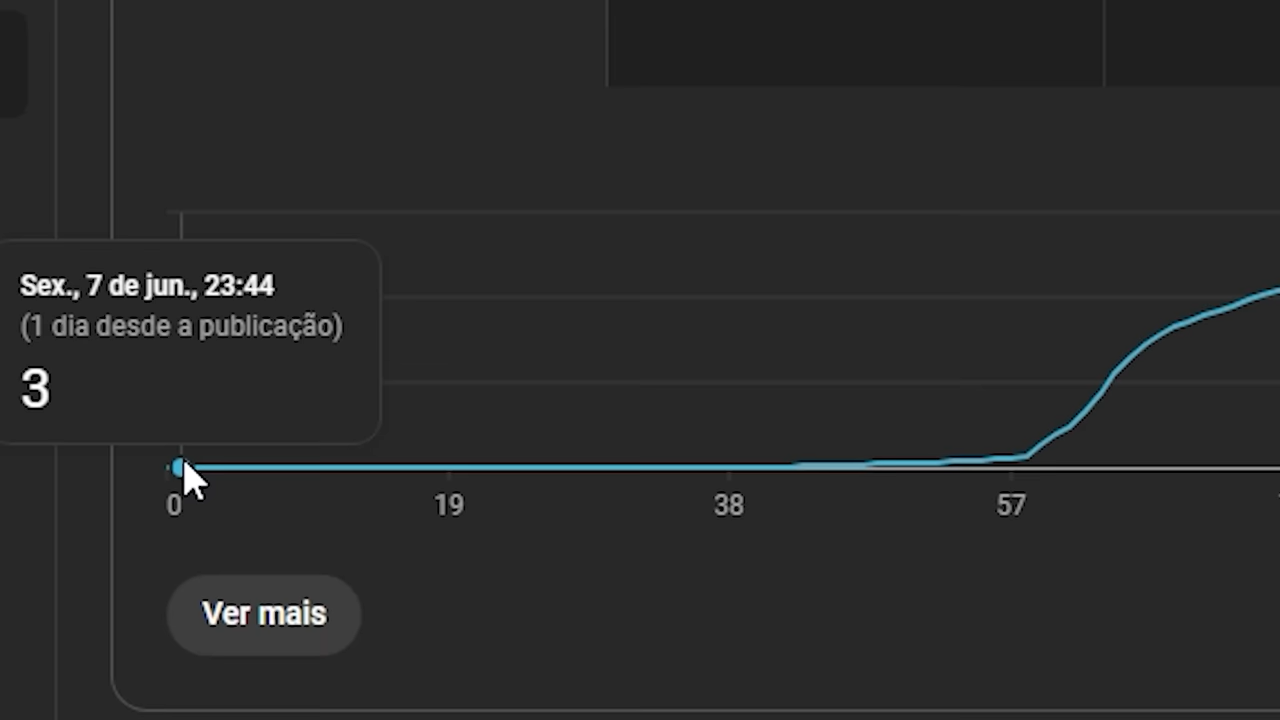 Sex., 7 de jun., 23:44
(1 dia desde a publicação)
3
0
19
38
57
Ver mais